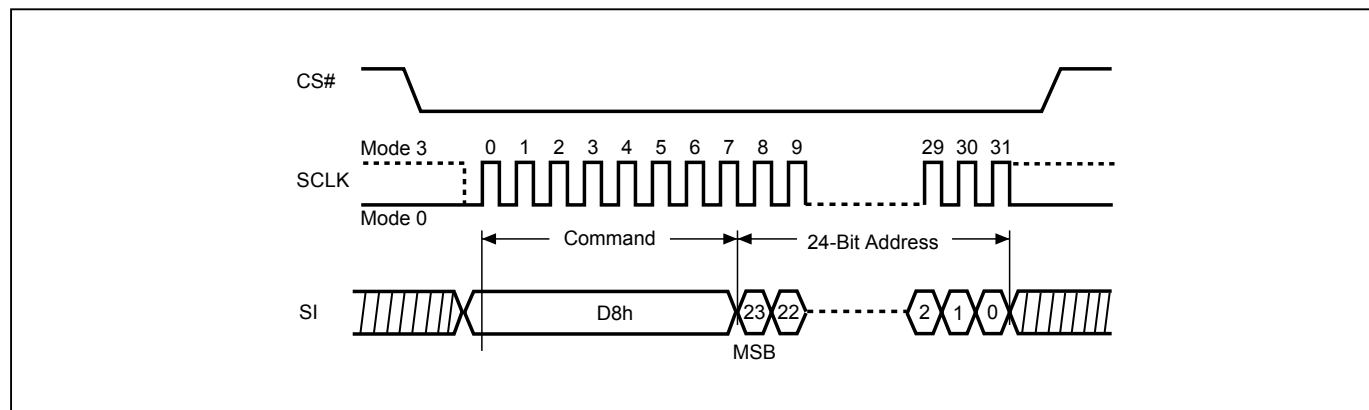 CS#
Mode 3 0 1 2 3 4 5 6 7 8 9 29 30 31
SCLK
Mode 0
Command 24-Bit Address
SI D8h 23 22 2 1 0
MSB